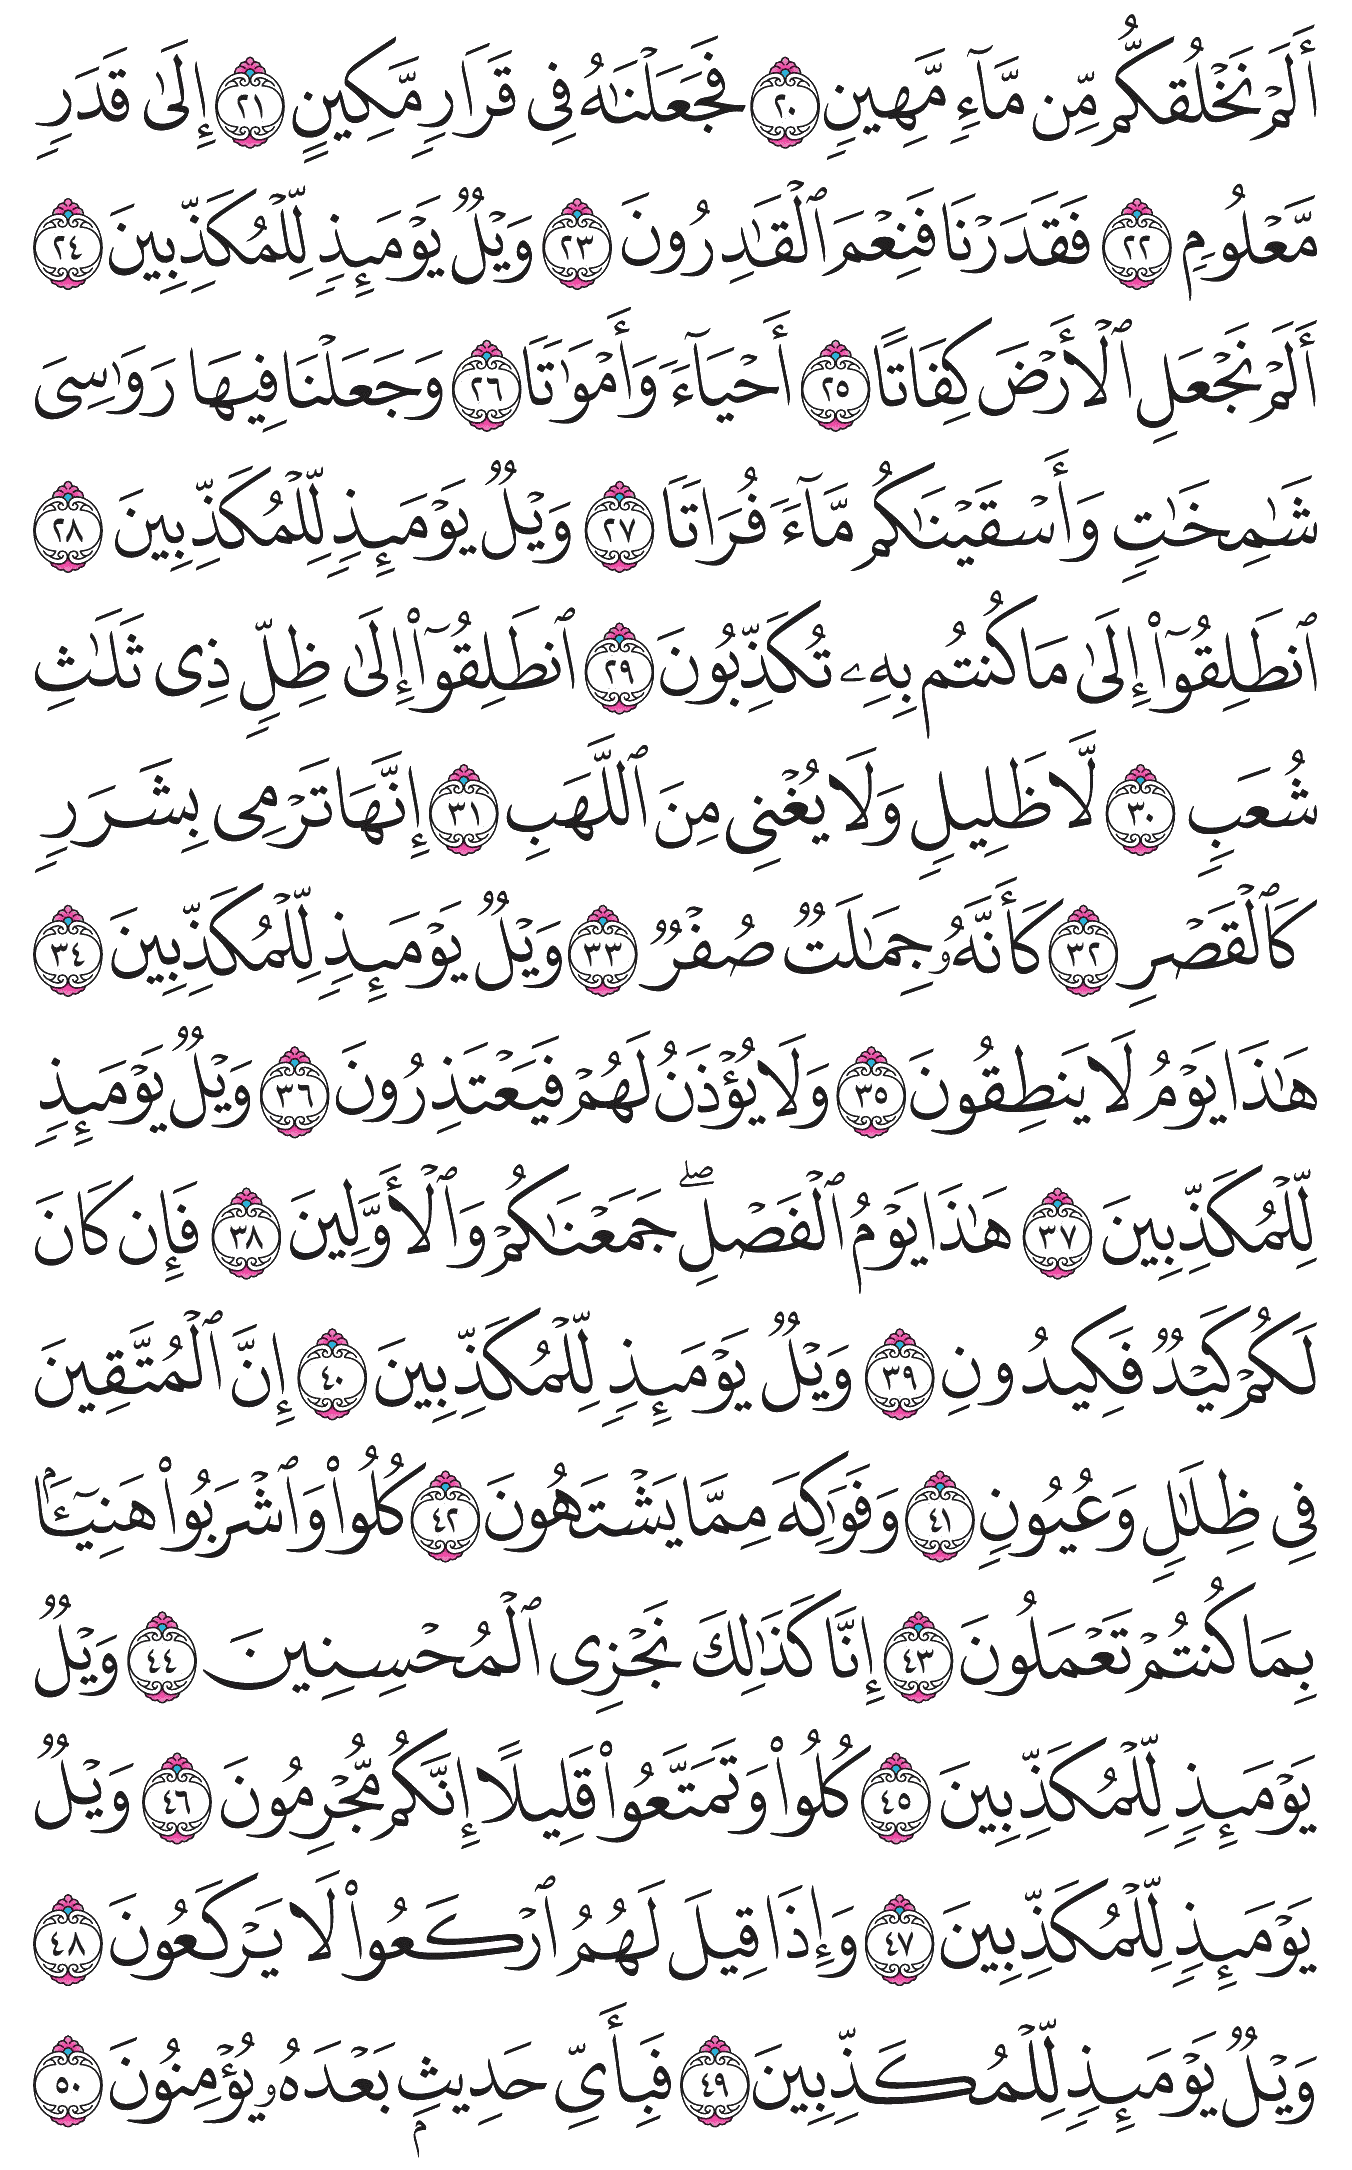 أَلَمۡ نَخۡلُقكُّم مِّن مَّآءٖ مَّهِينٖ ٢٠ فَجَعَلۡنَٰهُ فِي قَرَارٖ مَّكِينٍ ٢١ إِلَىٰ قَدَرٖ
مَّعۡلُومٖ ٢٢ فَقَدَرۡنَا فَنِعۡمَ ٱلۡقَٰدِرُونَ ٢٣ وَيۡلٞ يَوۡمَئِذٖ لِّلۡمُكَذِّبِينَ ٢٤
أَلَمۡ نَجۡعَلِ ٱلۡأَرۡضَ كِفَاتًا ٢٥ أَحۡيَآءٗ وَأَمۡوَٰتٗا ٢٦ وَجَعَلۡنَا فِيهَا رَوَٰسِيَ
شَٰمِخَٰتٖ وَأَسۡقَيۡنَٰكُم مَّآءٗ فُرَاتٗا ٢٧ وَيۡلٞ يَوۡمَئِذٖ لِّلۡمُكَذِّبِينَ ٢٨
ٱنطَلِقُوٓاْ إِلَىٰ مَا كُنتُم بِهِۦ تُكَذِّبُونَ ٢٩ ٱنطَلِقُوٓاْ إِلَىٰ ظِلّٖ ذِي ثَلَٰثِ
شُعَبٖ ٣٠ لَّا ظَلِيلٖ وَلَا يُغۡنِي مِنَ ٱللَّهَبِ ٣١ إِنَّهَا تَرۡمِي بِشَرَرٖ
كَٱلۡقَصۡرِ ٣٢ كَأَنَّهُۥ جِمَٰلَتٞ صُفۡرٞ ٣٣ وَيۡلٞ يَوۡمَئِذٖ لِّلۡمُكَذِّبِينَ ٣٤
هَٰذَا يَوۡمُ لَا يَنطِقُونَ ٣٥ وَلَا يُؤۡذَنُ لَهُمۡ فَيَعۡتَذِرُونَ ٣٦ وَيۡلٞ يَوۡمَئِذٖ
لِّلۡمُكَذِّبِينَ ٣٧ هَٰذَا يَوۡمُ ٱلۡفَصۡلِۖ جَمَعۡنَٰكُمۡ وَٱلۡأَوَّلِينَ ٣٨ فَإِن كَانَ
لَكُمۡ كَيۡدٞ فَكِيدُونِ ٣٩ وَيۡلٞ يَوۡمَئِذٖ لِّلۡمُكَذِّبِينَ ٤٠ إِنَّ ٱلۡمُتَّقِينَ
فِي ظِلَٰلٖ وَعُيُونٖ ٤١ وَفَوَٰكِهَ مِمَّا يَشۡتَهُونَ ٤٢ كُلُواْ وَٱشۡرَبُواْ هَنِيٓـَٔۢا
بِمَا كُنتُمۡ تَعۡمَلُونَ ٤٣ إِنَّا كَذَٰلِكَ نَجۡزِي ٱلۡمُحۡسِنِينَ ٤٤ وَيۡلٞ
يَوۡمَئِذٖ لِّلۡمُكَذِّبِينَ ٤٥ كُلُواْ وَتَمَتَّعُواْ قَلِيلًا إِنَّكُم مُّجۡرِمُونَ ٤٦ وَيۡلٞ
يَوۡمَئِذٖ لِّلۡمُكَذِّبِينَ ٤٧ وَإِذَا قِيلَ لَهُمُ ٱرۡكَعُواْ لَا يَرۡكَعُونَ ٤٨
وَيۡلٞ يَوۡمَئِذٖ لِّلۡمُكَذِّبِينَ ٤٩ فَبِأَيِّ حَدِيثِۭ بَعۡدَهُۥ يُؤۡمِنُونَ ٥٠